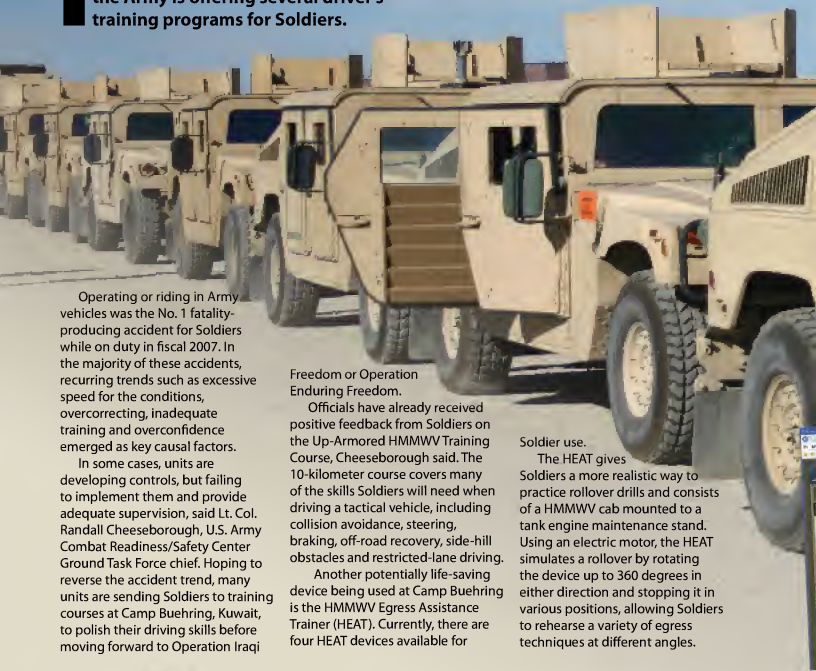 the Army is offering several driver's
training programs for Soldiers.
Operating or riding in Army
vehicles was the No. 1 fatality-
producing accident for Soldiers
while on duty in fiscal 2007. In
the majority of these accidents,
recurring trends such as excessive
speed for the conditions,
overcorrecting, inadequate
training and overconfidence
emerged as key causal factors.
In some cases, units are
developing controls, but failing
to implement them and provide
adequate supervision, said Lt. Col.
Randall Cheeseborough, U.S. Army
Combat Readiness/Safety Center
Ground Task Force chief. Hoping to
reverse the accident trend, many
units are sending Soldiers to training
courses at Camp Buehring, Kuwait,
to polish their driving skills before
moving forward to Operation Iraqi
Freedom or Operation
Enduring Freedom.
Officials have already received
positive feedback from Soldiers on
the Up-Armored HMMWV Training
Course, Cheeseborough said. The
10-kilometer course covers many
of the skills Soldiers will need when
driving a tactical vehicle, including
collision avoidance, steering,
braking, off-road recovery, side-hill
obstacles and restricted-lane driving.
Another potentially life-saving
device being used at Camp Buehring
is the HMMWV Egress Assistance
Trainer (HEAT). Currently, there are
four HEAT devices available for
Soldier use.
The HEAT gives
Soldiers a more realistic way to
practice rollover drills and consists
of a HMMWV cab mounted to a
tank engine maintenance stand.
Using an electric motor, the HEAT
simulates a rollover by rotating
the device up to 360 degrees in
either direction and stopping it in
various positions, allowing Soldiers
to rehearse a variety of egress
techniques at different angles.